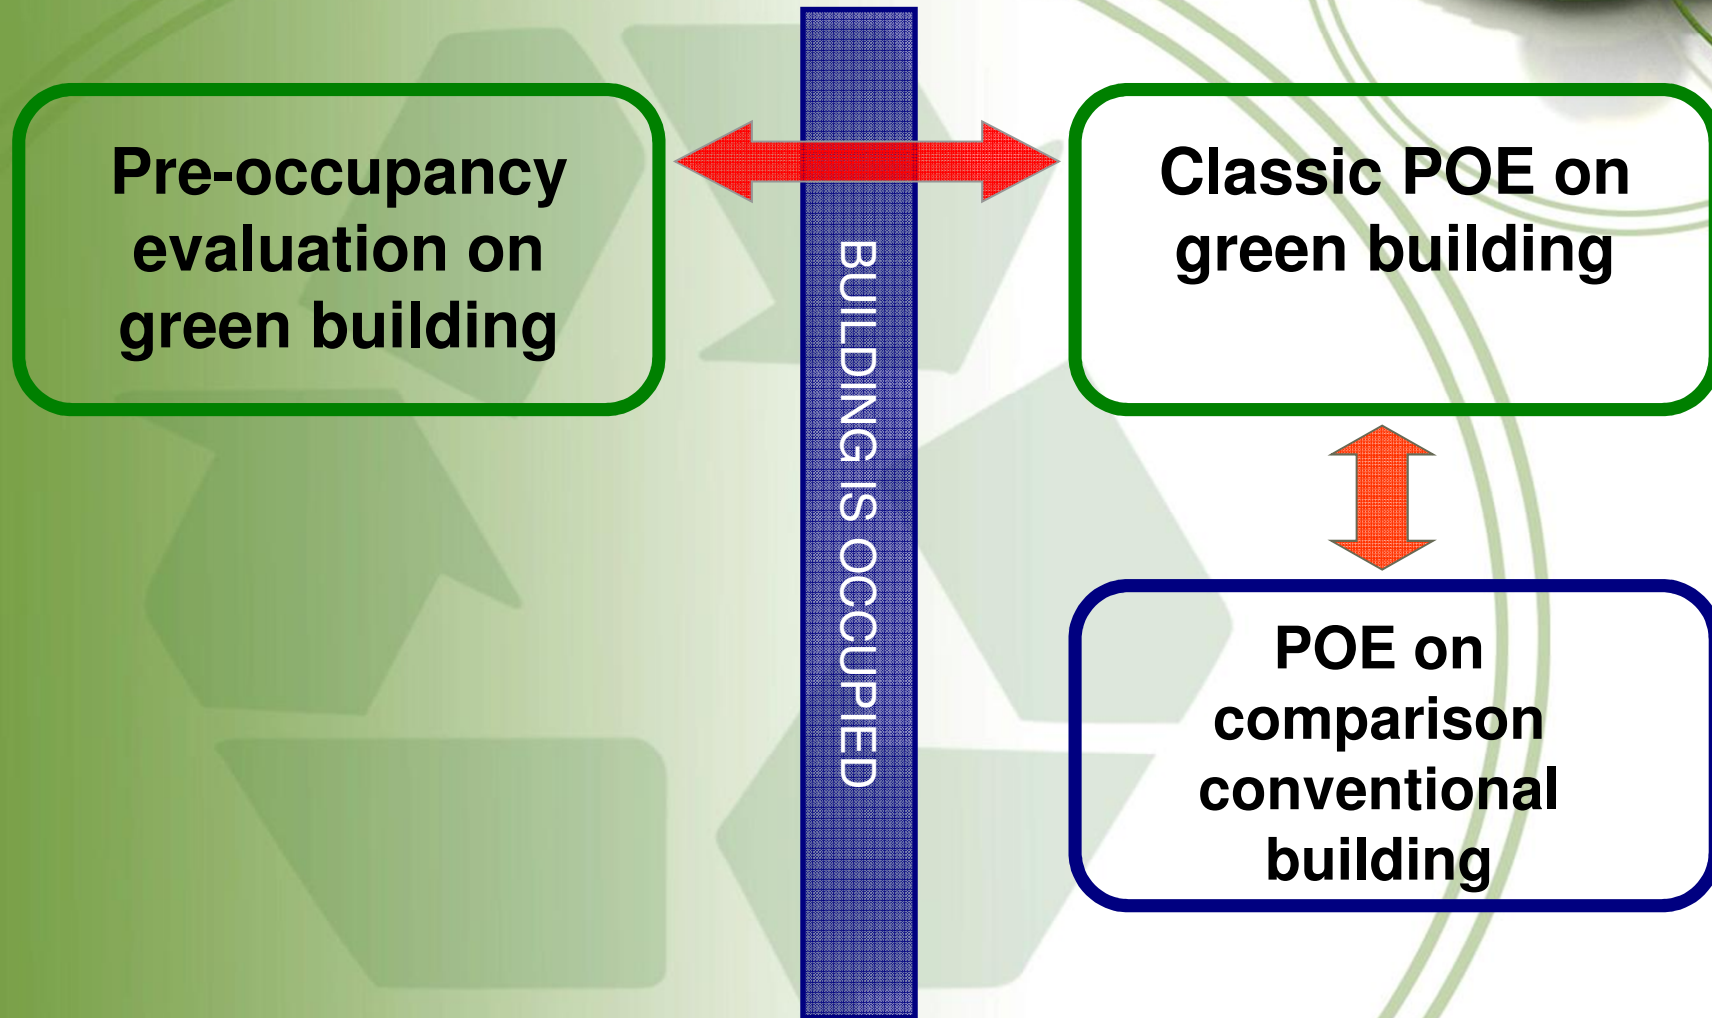 Pre-occupancy
evaluation on
green building
BUILDING IS OCCUPIED
Classic POE on
green building
POE on
comparison
conventional
building